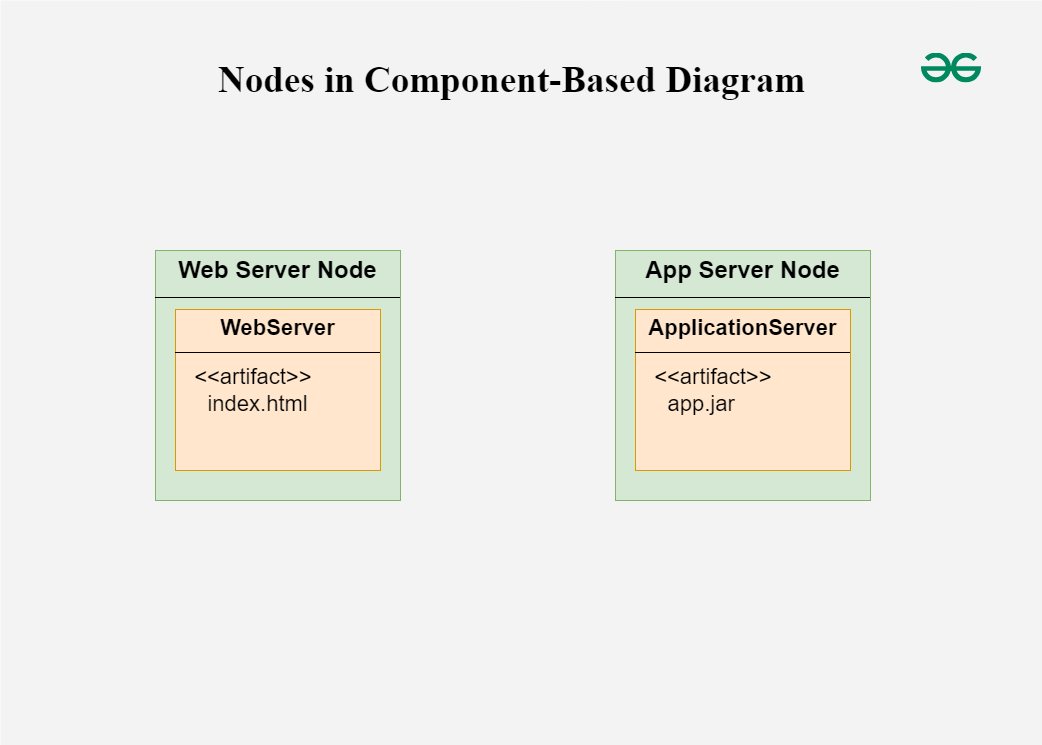 Nodes in Component-Based Diagram
Web Server Node
WebServer
<<artifact>>
index.html
App Server Node
ApplicationServer
<<artifact>>
app.jar